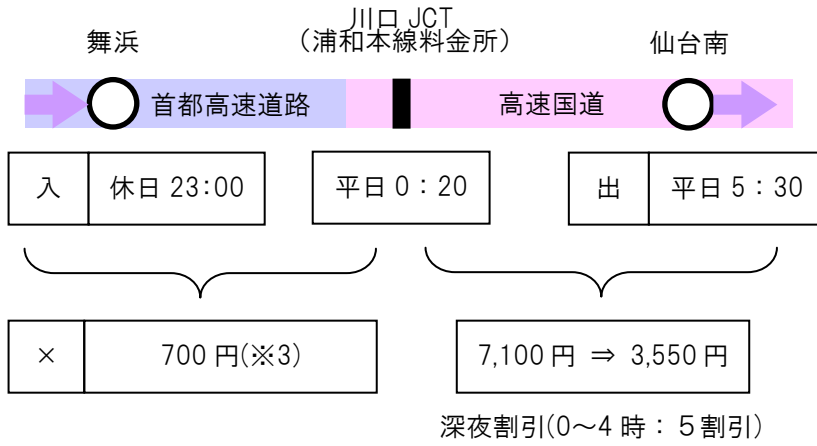 川口 JCT
(浦和本線料金所)
舞浜
仙台南
首都高速道路
高速国道
入 休日 23:00
平日 0：20
出 平日 5：30
× 700 円(※3)
7,100 円 ⇒ 3,550 円
深夜割引(0～4 時：５割引)